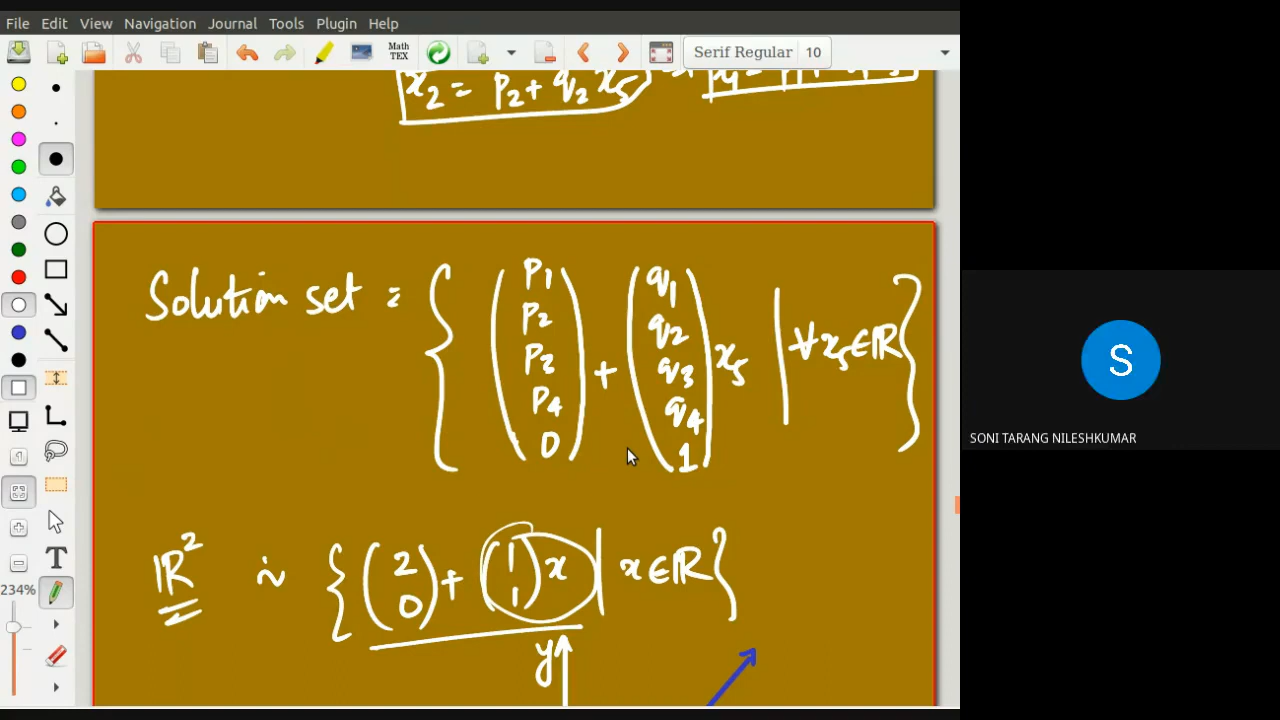 File Edit View Navigation Journal Tools Plugin Help
Math TEX Serif Regular 10
x₂ = p₂ + q₂ x₅
Solution set = { (p₁ p₂ p₃ p₄ 0) + (q₁ q₂ q₃ q₄ 1) x₅ | ∀ x₅ ∈ ℝ }
ℝ² ~ { (2 0) + (1 1) x | x ∈ ℝ }
y
234%
S
SONI TARANG NILESHKUMAR